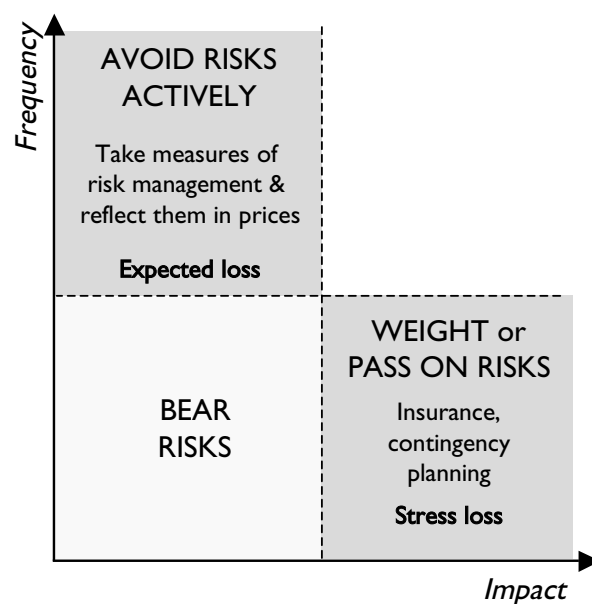 Frequency
AVOID RISKS
ACTIVELY
Take measures of
risk management &
reflect them in prices
Expected loss
BEAR
RISKS
WEIGHT or
PASS ON RISKS
Insurance,
contingency
planning
Stress loss
Impact